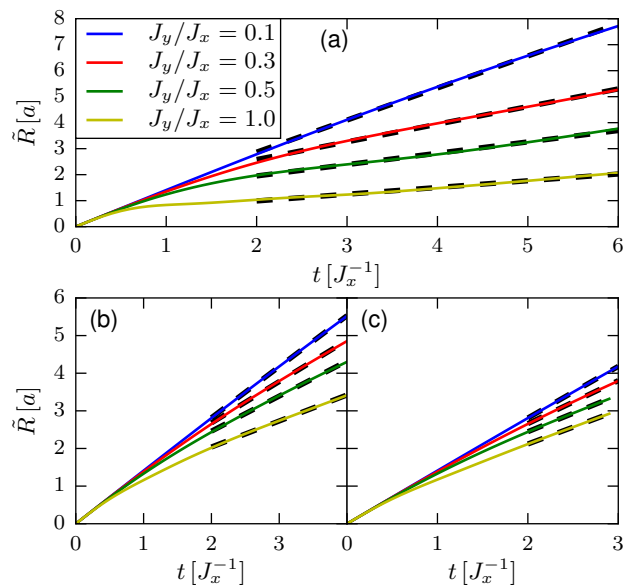 8
7
6
5
4
3
2
1
0
R̃ [a]
J_y/J_x = 0.1
J_y/J_x = 0.3
J_y/J_x = 0.5
J_y/J_x = 1.0
(a)
0 1 2 3 4 5 6
t [J_x^{-1}]
6
5
4
3
2
1
0
R̃ [a]
(b)
0 1 2 3
t [J_x^{-1}]
(c)
0 1 2 3
t [J_x^{-1}]